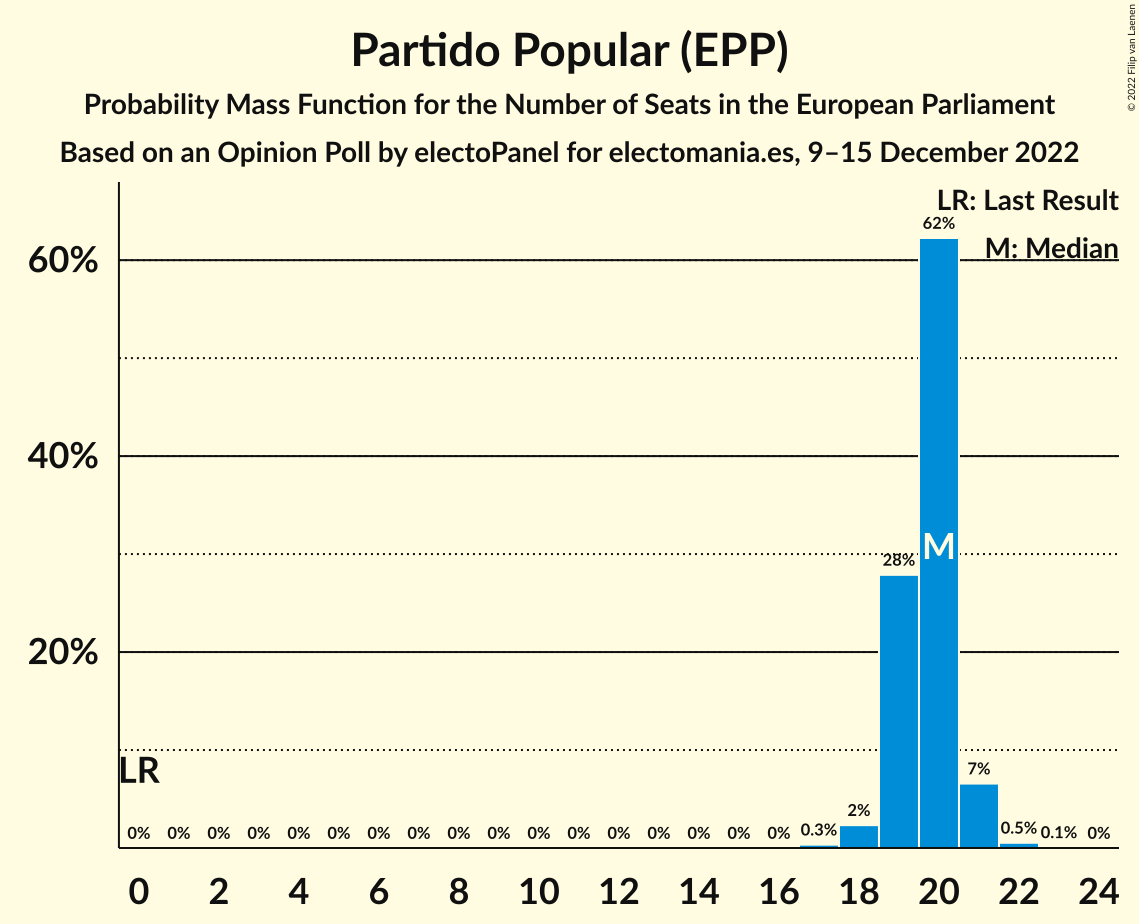 Partido Popular (EPP)
Probability Mass Function for the Number of Seats in the European Parliament
Based on an Opinion Poll by electoPanel for electomania.es, 9–15 December 2022
© 2022 Filip van Laenen
LR: Last Result
M: Median
60%
40%
20%
LR
M
0% 0% 0% 0% 0% 0% 0% 0% 0% 0% 0% 0% 0% 0% 0% 0% 0% 0.3% 2% 28% 62% 7% 0.5% 0.1% 0%
0 2 4 6 8 10 12 14 16 18 20 22 24